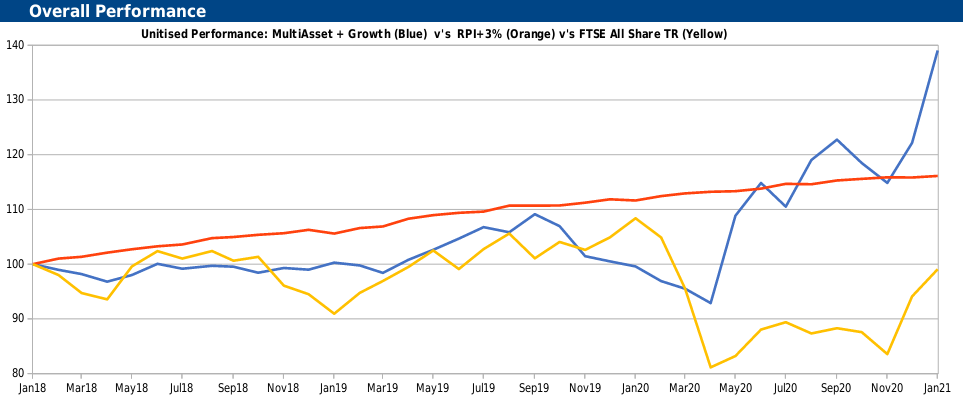 Overall Performance
Unitised Performance: MultiAsset + Growth (Blue)  v's  RPI+3% (Orange) v's FTSE All Share TR (Yellow)
140
130
120
110
100
90
80
Jan18 Mar18 May18 Jul18 Sep18 Nov18 Jan19 Mar19 May19 Jul19 Sep19 Nov19 Jan20 Mar20 May20 Jul20 Sep20 Nov20 Jan21